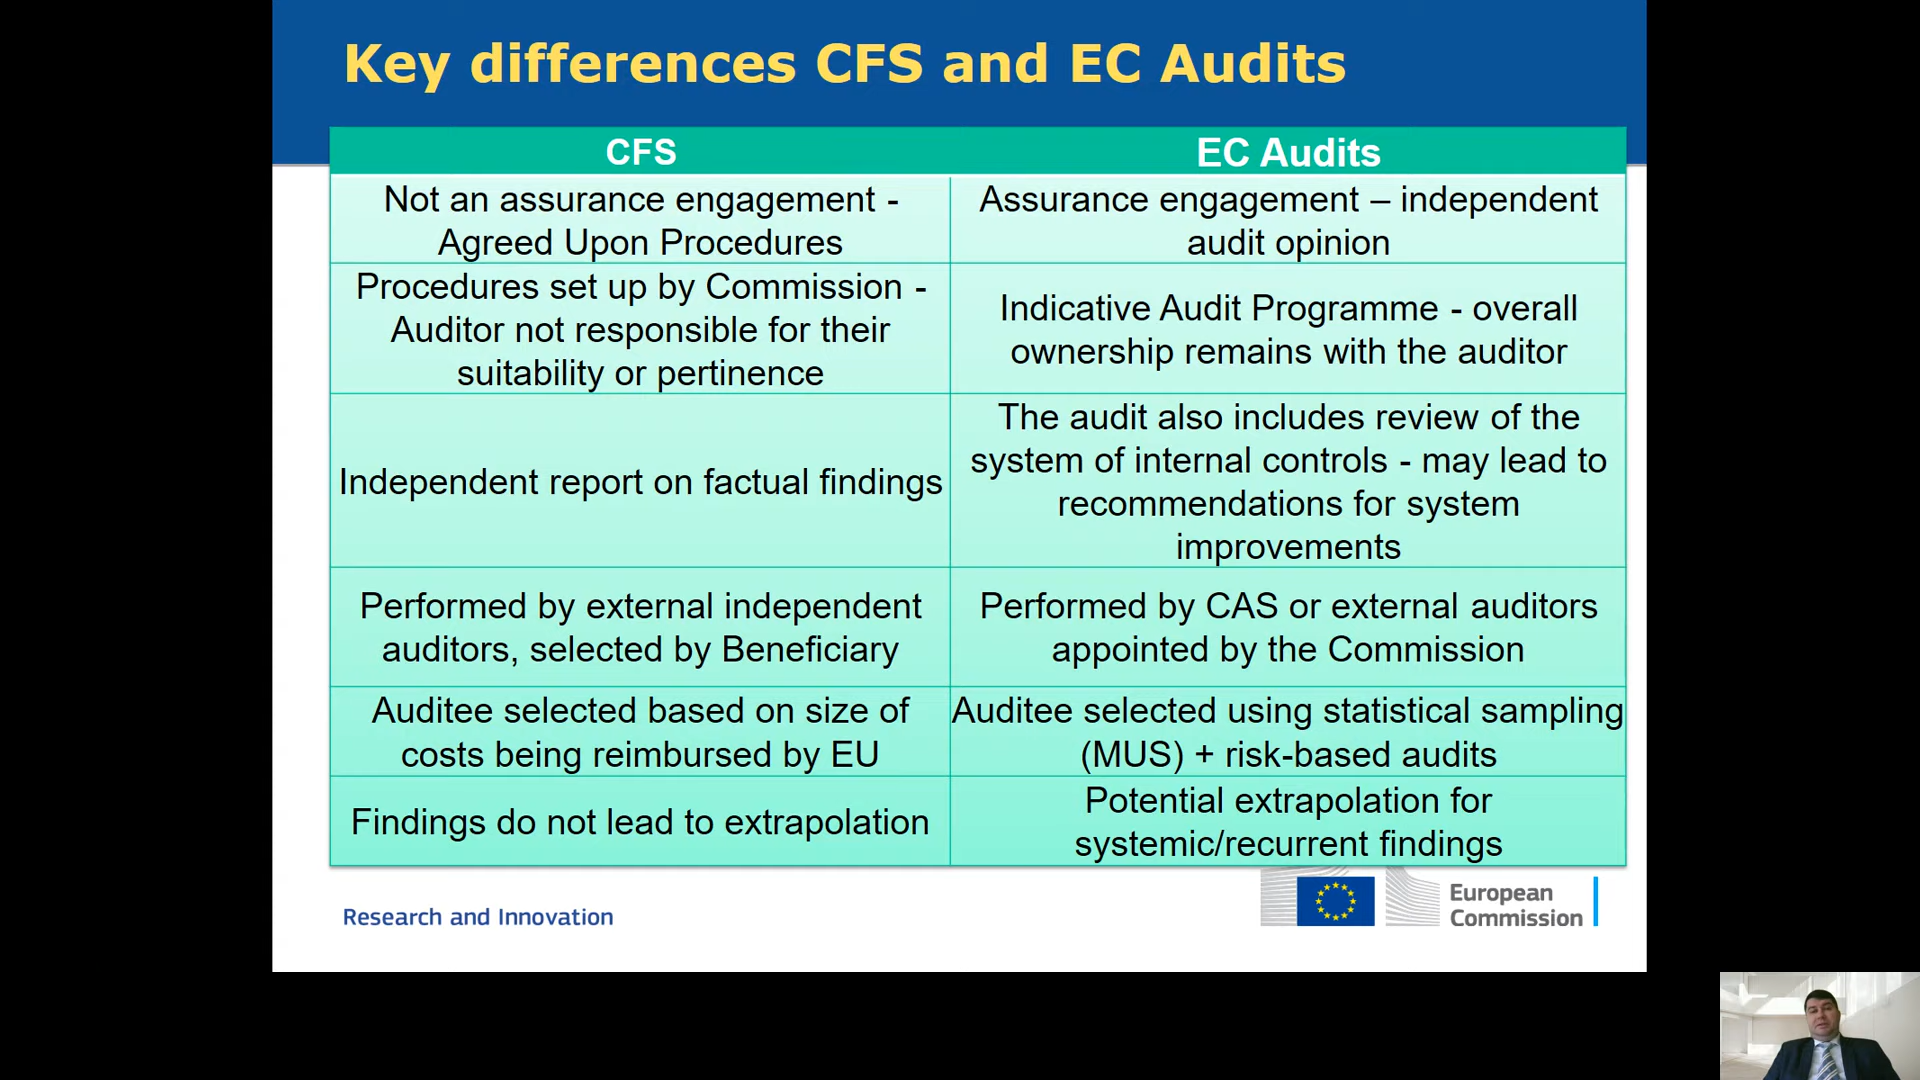 Key differences CFS and EC Audits
CFS
EC Audits
Not an assurance engagement -
Agreed Upon Procedures
Assurance engagement – independent
audit opinion
Procedures set up by Commission -
Auditor not responsible for their
suitability or pertinence
Indicative Audit Programme - overall
ownership remains with the auditor
Independent report on factual findings
The audit also includes review of the
system of internal controls - may lead to
recommendations for system
improvements
Performed by external independent
auditors, selected by Beneficiary
Performed by CAS or external auditors
appointed by the Commission
Auditee selected based on size of
costs being reimbursed by EU
Auditee selected using statistical sampling
(MUS) + risk-based audits
Findings do not lead to extrapolation
Potential extrapolation for
systemic/recurrent findings
Research and Innovation
European
Commission